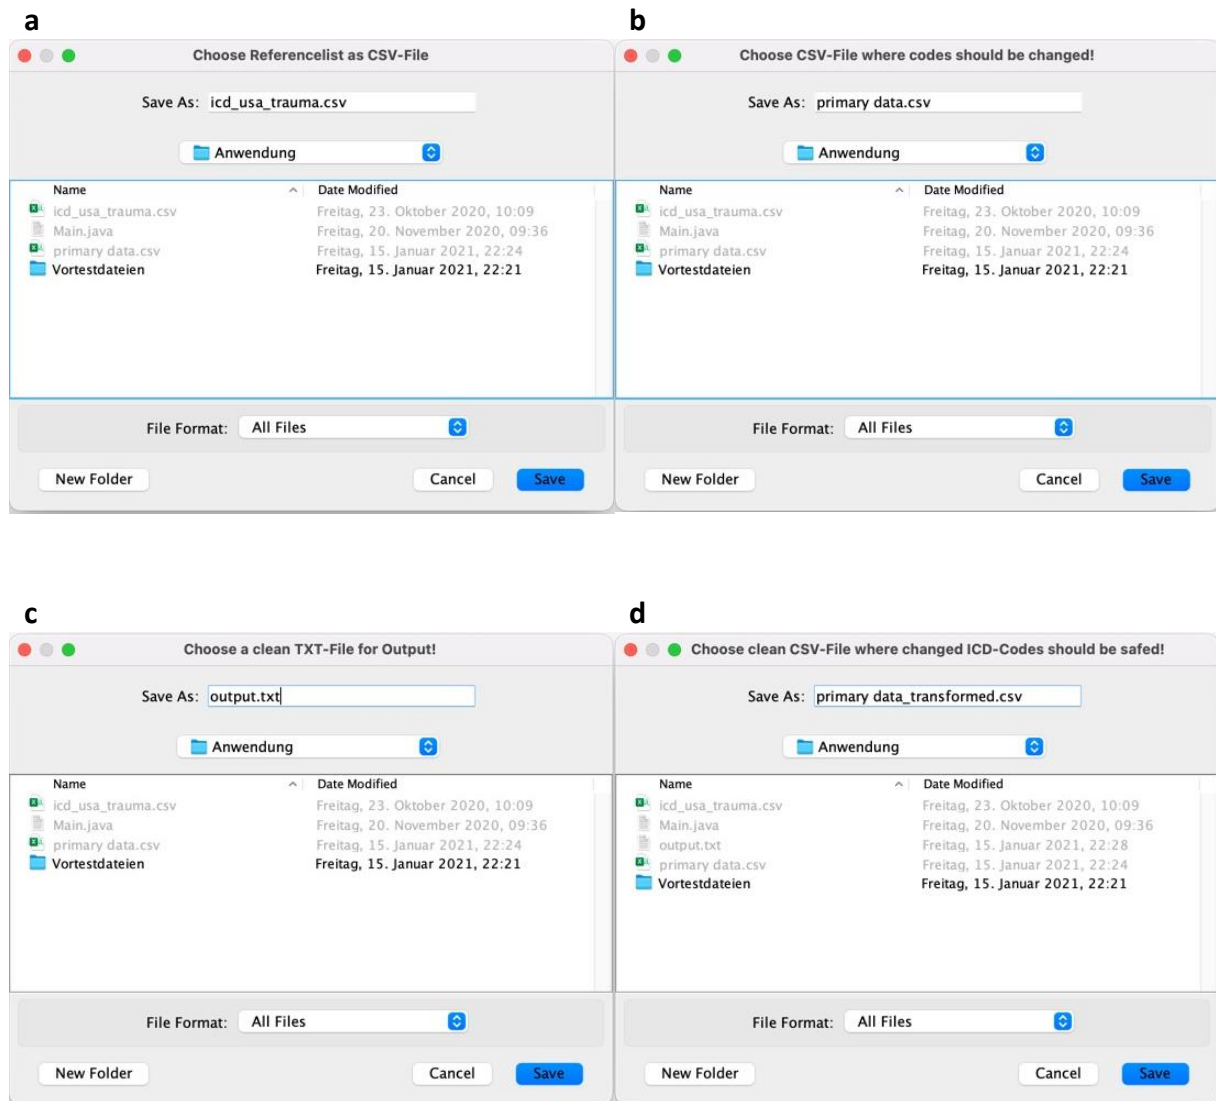 a
Choose Referencelist as CSV-File
Save As: icd_usa_trauma.csv
Anwendung
Name Date Modified
icd_usa_trauma.csv Freitag, 23. Oktober 2020, 10:09
Main.java Freitag, 20. November 2020, 09:36
primary data.csv Freitag, 15. Januar 2021, 22:24
Vortestdateien Freitag, 15. Januar 2021, 22:21
File Format: All Files
New Folder Cancel Save
b
Choose CSV-File where codes should be changed!
Save As: primary data.csv
Anwendung
Name Date Modified
icd_usa_trauma.csv Freitag, 23. Oktober 2020, 10:09
Main.java Freitag, 20. November 2020, 09:36
primary data.csv Freitag, 15. Januar 2021, 22:24
Vortestdateien Freitag, 15. Januar 2021, 22:21
File Format: All Files
New Folder Cancel Save
c
Choose a clean TXT-File for Output!
Save As: output.txt
Anwendung
Name Date Modified
icd_usa_trauma.csv Freitag, 23. Oktober 2020, 10:09
Main.java Freitag, 20. November 2020, 09:36
primary data.csv Freitag, 15. Januar 2021, 22:24
Vortestdateien Freitag, 15. Januar 2021, 22:21
File Format: All Files
New Folder Cancel Save
d
Choose clean CSV-File where changed ICD-Codes should be safed!
Save As: primary data_transformed.csv
Anwendung
Name Date Modified
icd_usa_trauma.csv Freitag, 23. Oktober 2020, 10:09
Main.java Freitag, 20. November 2020, 09:36
output.txt Freitag, 15. Januar 2021, 22:28
primary data.csv Freitag, 15. Januar 2021, 22:24
Vortestdateien Freitag, 15. Januar 2021, 22:21
File Format: All Files
New Folder Cancel Save